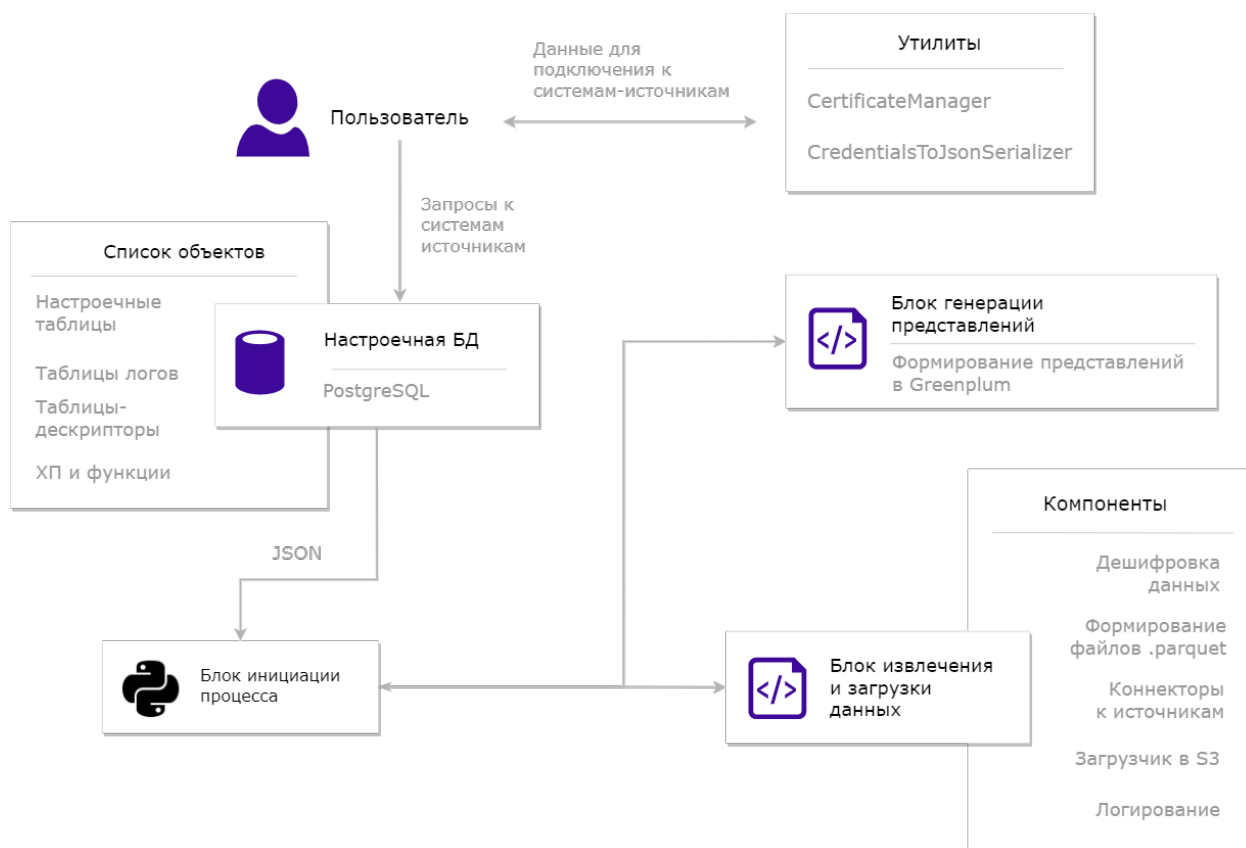 Данные для
подключения к
системам-источникам
Утилиты
CertificateManager
CredentialsToJsonSerializer
Пользователь
Запросы к
системам
источникам
Список объектов
Настроечные
таблицы
Таблицы логов
Таблицы-
дескрипторы
ХП и функции
Настроечная БД
PostgreSQL
Блок генерации
представлений
Формирование представлений
в Greenplum
JSON
Блок инициации
процесса
Блок извлечения
и загрузки
данных
Компоненты
Дешифровка
данных
Формирование
файлов .parquet
Коннекторы
к источникам
Загрузчик в S3
Логирование